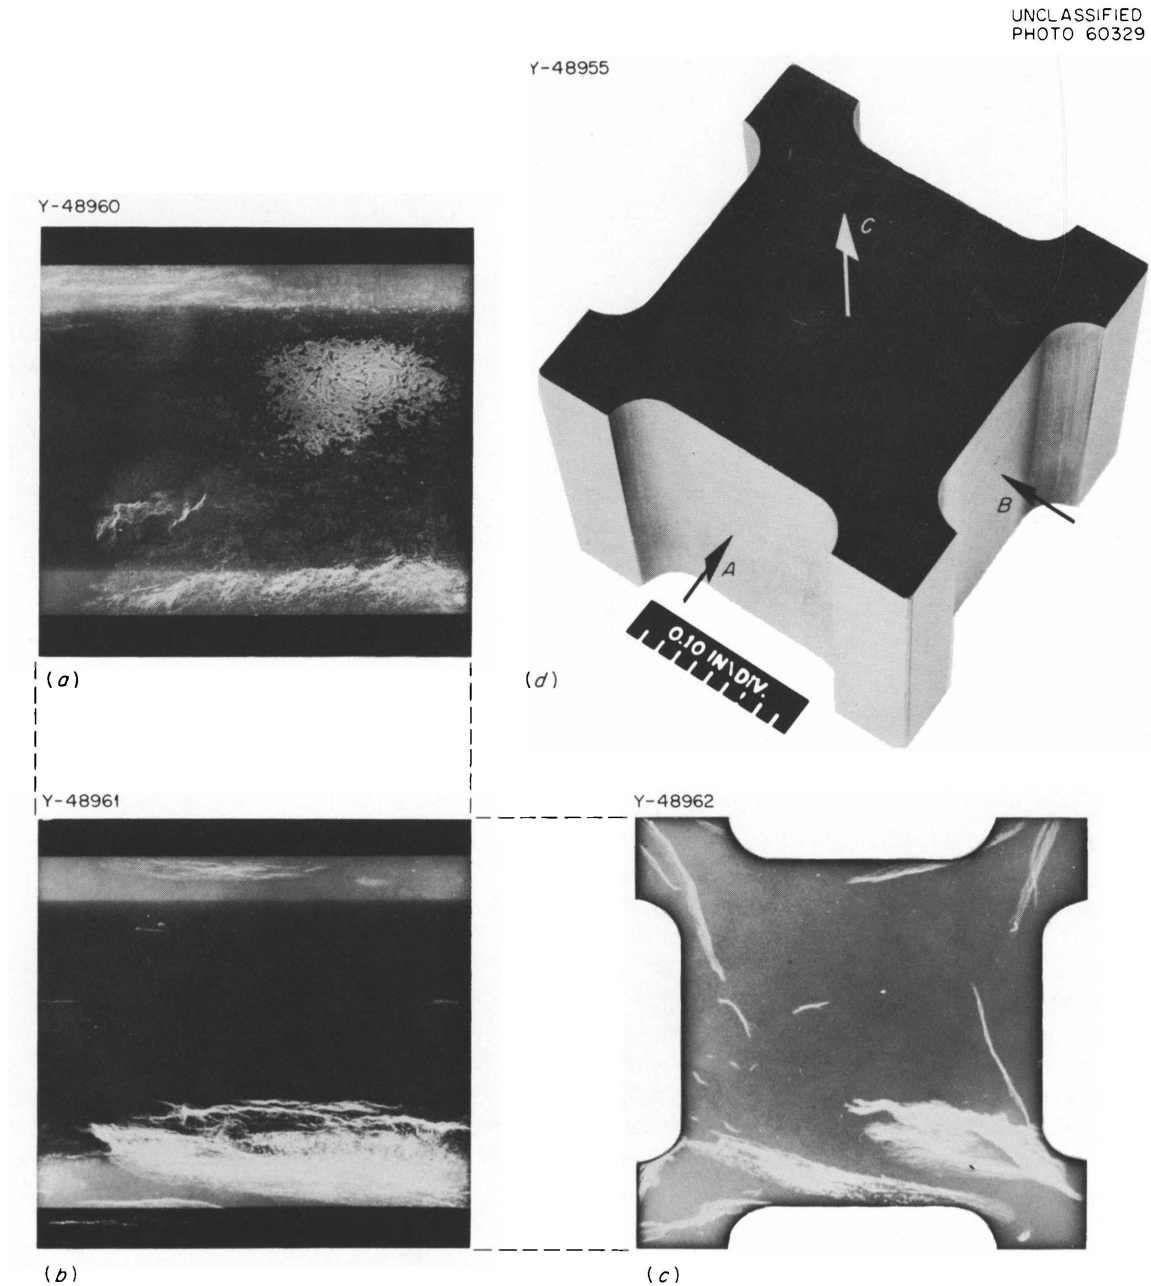 UNCLASSIFIED
PHOTO 60329
Y-48955
Y-48960
C
B
A
0.10 IN\DIV.
(a)
(d)
Y-48961
Y-48962
(b)
(c)